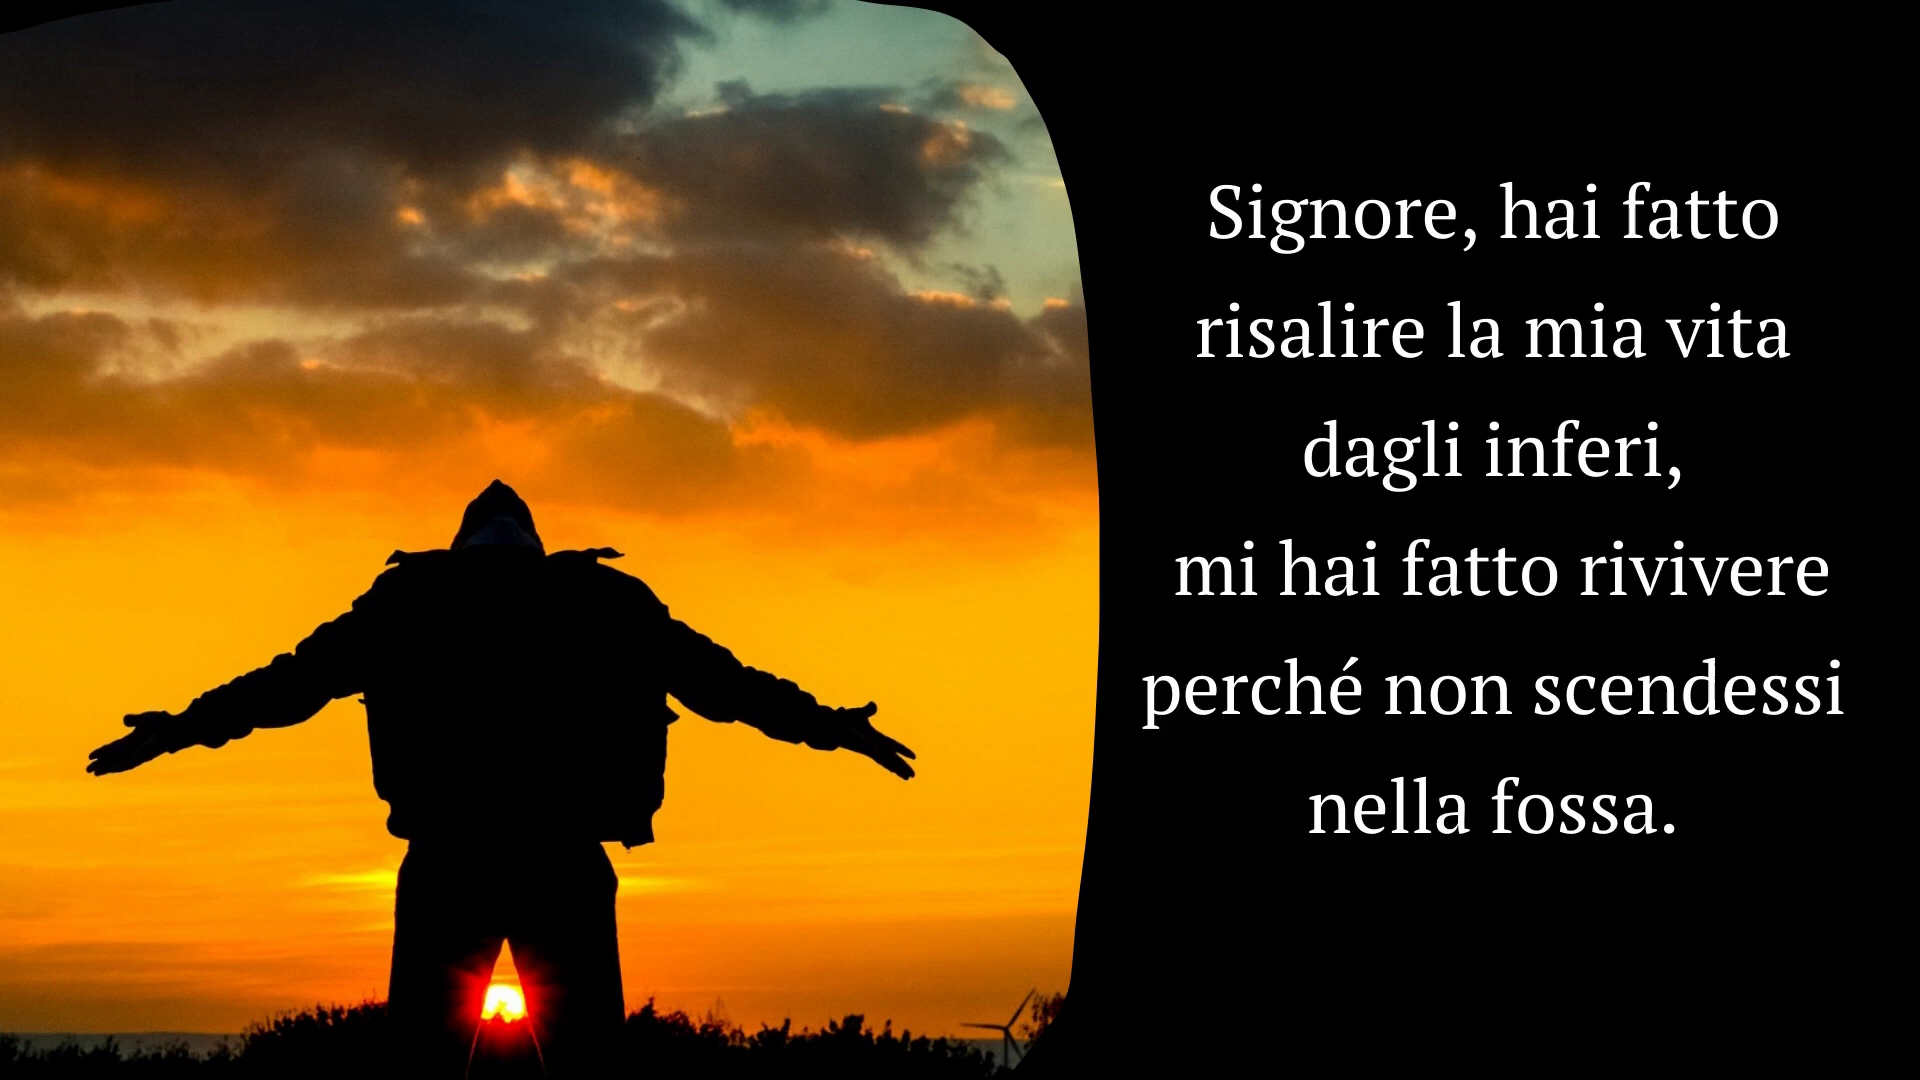 Signore, hai fatto
risalire la mia vita
dagli inferi,
mi hai fatto rivivere
perché non scendessi
nella fossa.